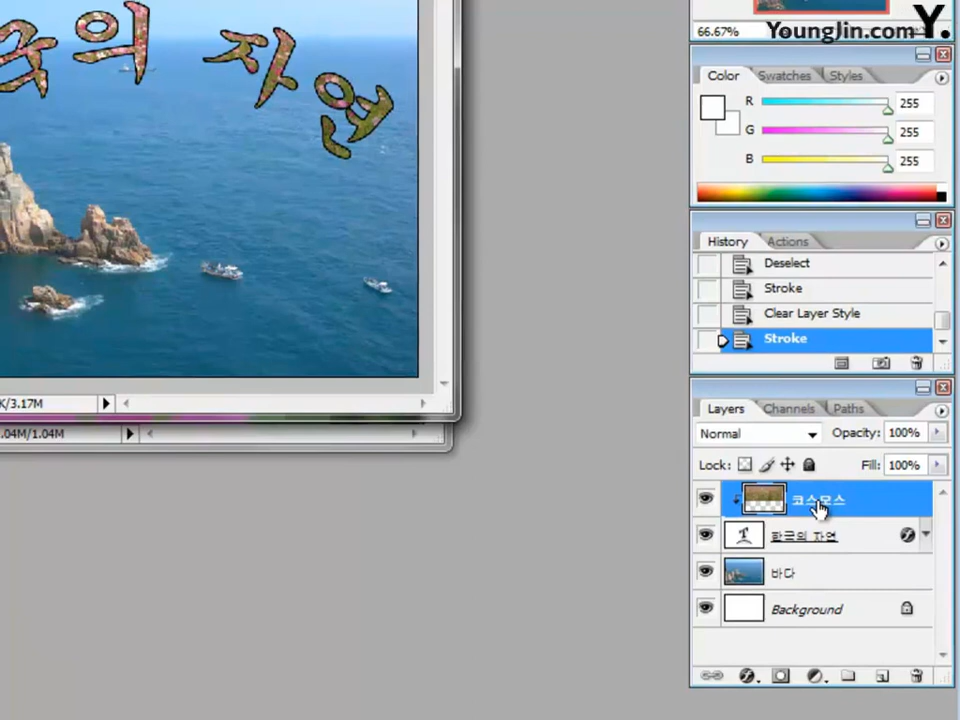 국의 자연
66.67%
YoungJin.com Y.
Color Swatches Styles
R 255
G 255
B 255
History Actions
Deselect
Stroke
Clear Layer Style
Stroke
K/3.17M
.04M/1.04M
Layers Channels Paths
Normal Opacity: 100%
Lock: Fill: 100%
코스모스
한국의 자연
바다
Background